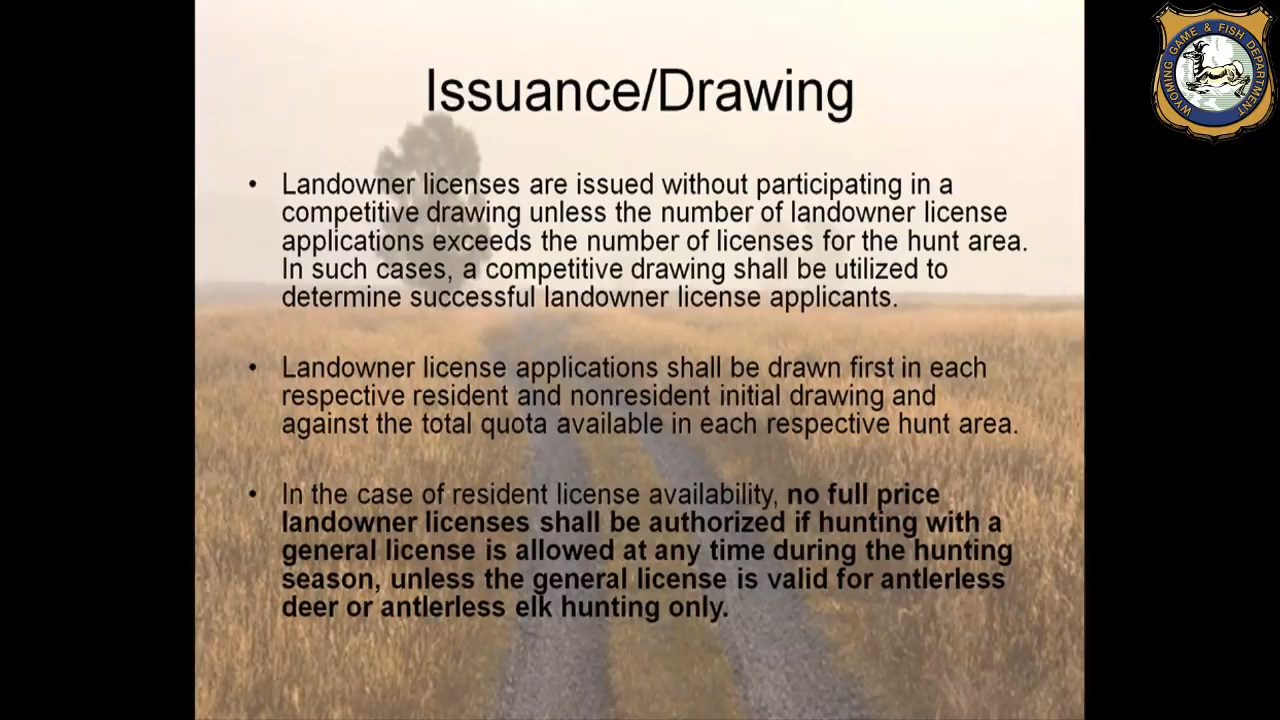 Issuance/Drawing
• Landowner licenses are issued without participating in a
competitive drawing unless the number of landowner license
applications exceeds the number of licenses for the hunt area.
In such cases, a competitive drawing shall be utilized to
determine successful landowner license applicants.
• Landowner license applications shall be drawn first in each
respective resident and nonresident initial drawing and
against the total quota available in each respective hunt area.
• In the case of resident license availability, no full price
landowner licenses shall be authorized if hunting with a
general license is allowed at any time during the hunting
season, unless the general license is valid for antlerless
deer or antlerless elk hunting only.
WYOMING GAME & FISH DEPARTMENT